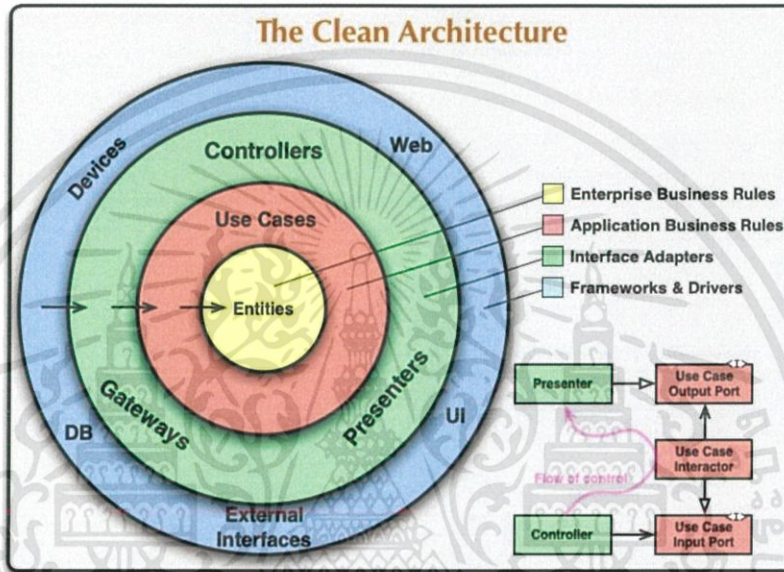 The Clean Architecture
Devices
Web
Controllers
Use Cases
Entities
Gateways
Presenters
DB
UI
External
Interfaces
Enterprise Business Rules
Application Business Rules
Interface Adapters
Frameworks & Drivers
Presenter
Use Case
Output Port
<I>
Flow of control
Use Case
Interactor
Controller
Use Case
Input Port
<I>